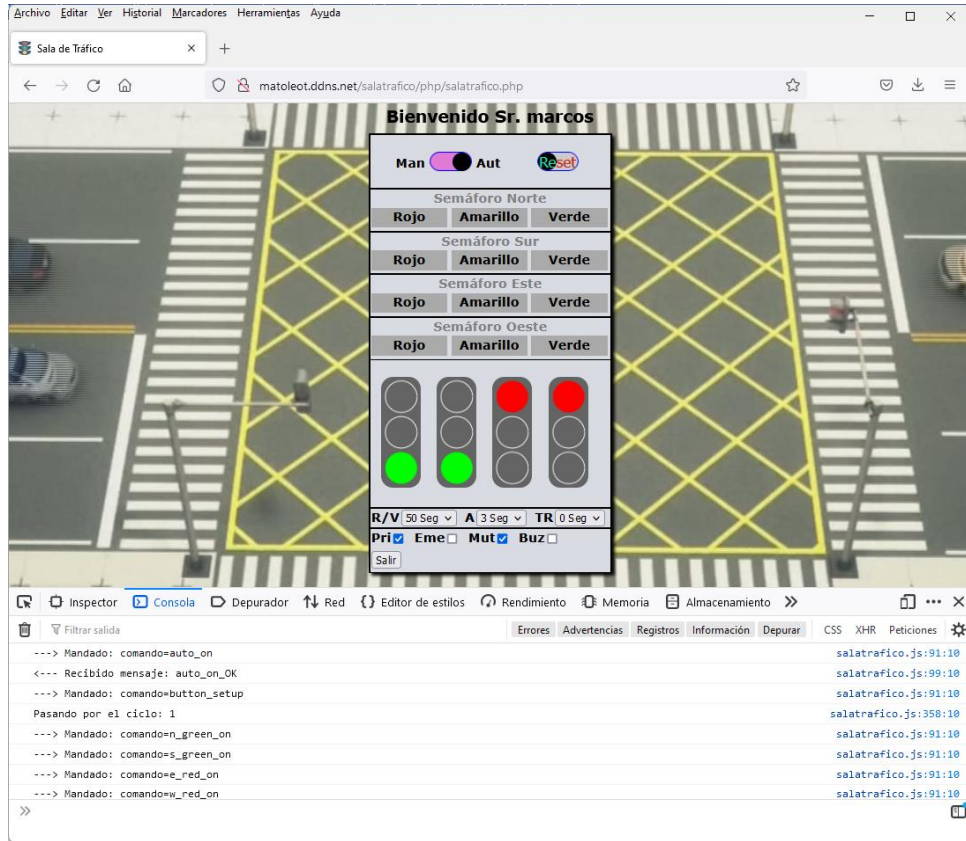 Archivo Editar Ver Historial Marcadores Herramientas Ayuda
Sala de Tráfico
matoleot.ddns.net/salatrafico/php/salatrafico.php
Bienvenido Sr. marcos
Man Aut Reset
Semáforo Norte
Rojo Amarillo Verde
Semáforo Sur
Rojo Amarillo Verde
Semáforo Este
Rojo Amarillo Verde
Semáforo Oeste
Rojo Amarillo Verde
R/V 50 Seg A 3 Seg TR 0 Seg
Pri Eme Mut Buz
Salir
Inspector Consola Depurador Red Editor de estilos Rendimiento Memoria Almacenamiento
Filtrar salida Errores Advertencias Registros Información Depurar CSS XHR Peticiones
---> Mandado: comando=auto_on salatrafico.js:91:10
<--- Recibido mensaje: auto_on_OK salatrafico.js:99:10
---> Mandado: comando=button_setup salatrafico.js:91:10
Pasando por el ciclo: 1 salatrafico.js:358:10
---> Mandado: comando=n_green_on salatrafico.js:91:10
---> Mandado: comando=s_green_on salatrafico.js:91:10
---> Mandado: comando=e_red_on salatrafico.js:91:10
---> Mandado: comando=w_red_on salatrafico.js:91:10